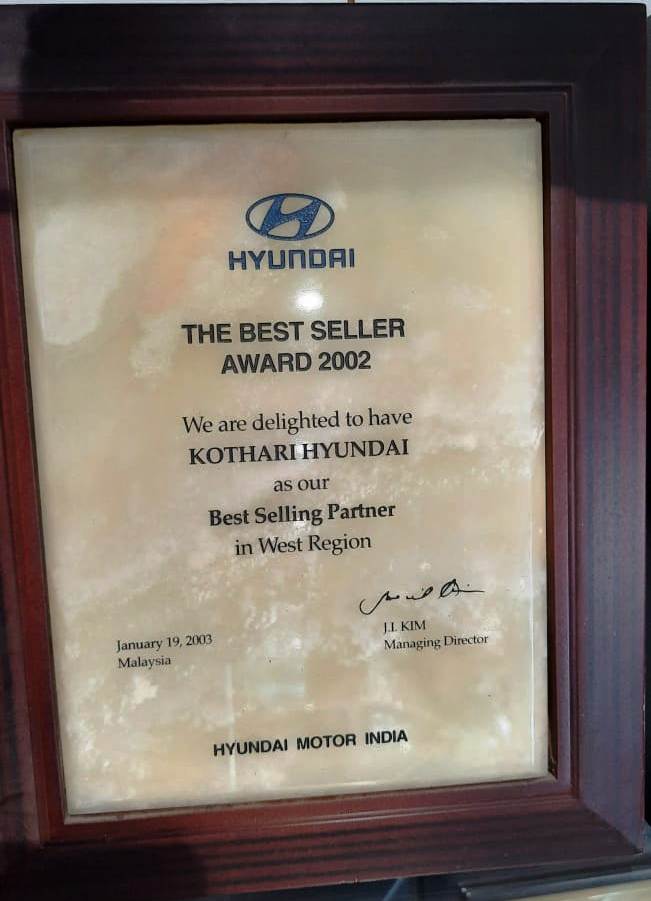 HYUNDAI
THE BEST SELLER
AWARD 2002
We are delighted to have
KOTHARI HYUNDAI
as our
Best Selling Partner
in West Region
January 19, 2003
Malaysia
J.I. KIM
Managing Director
HYUNDAI MOTOR INDIA